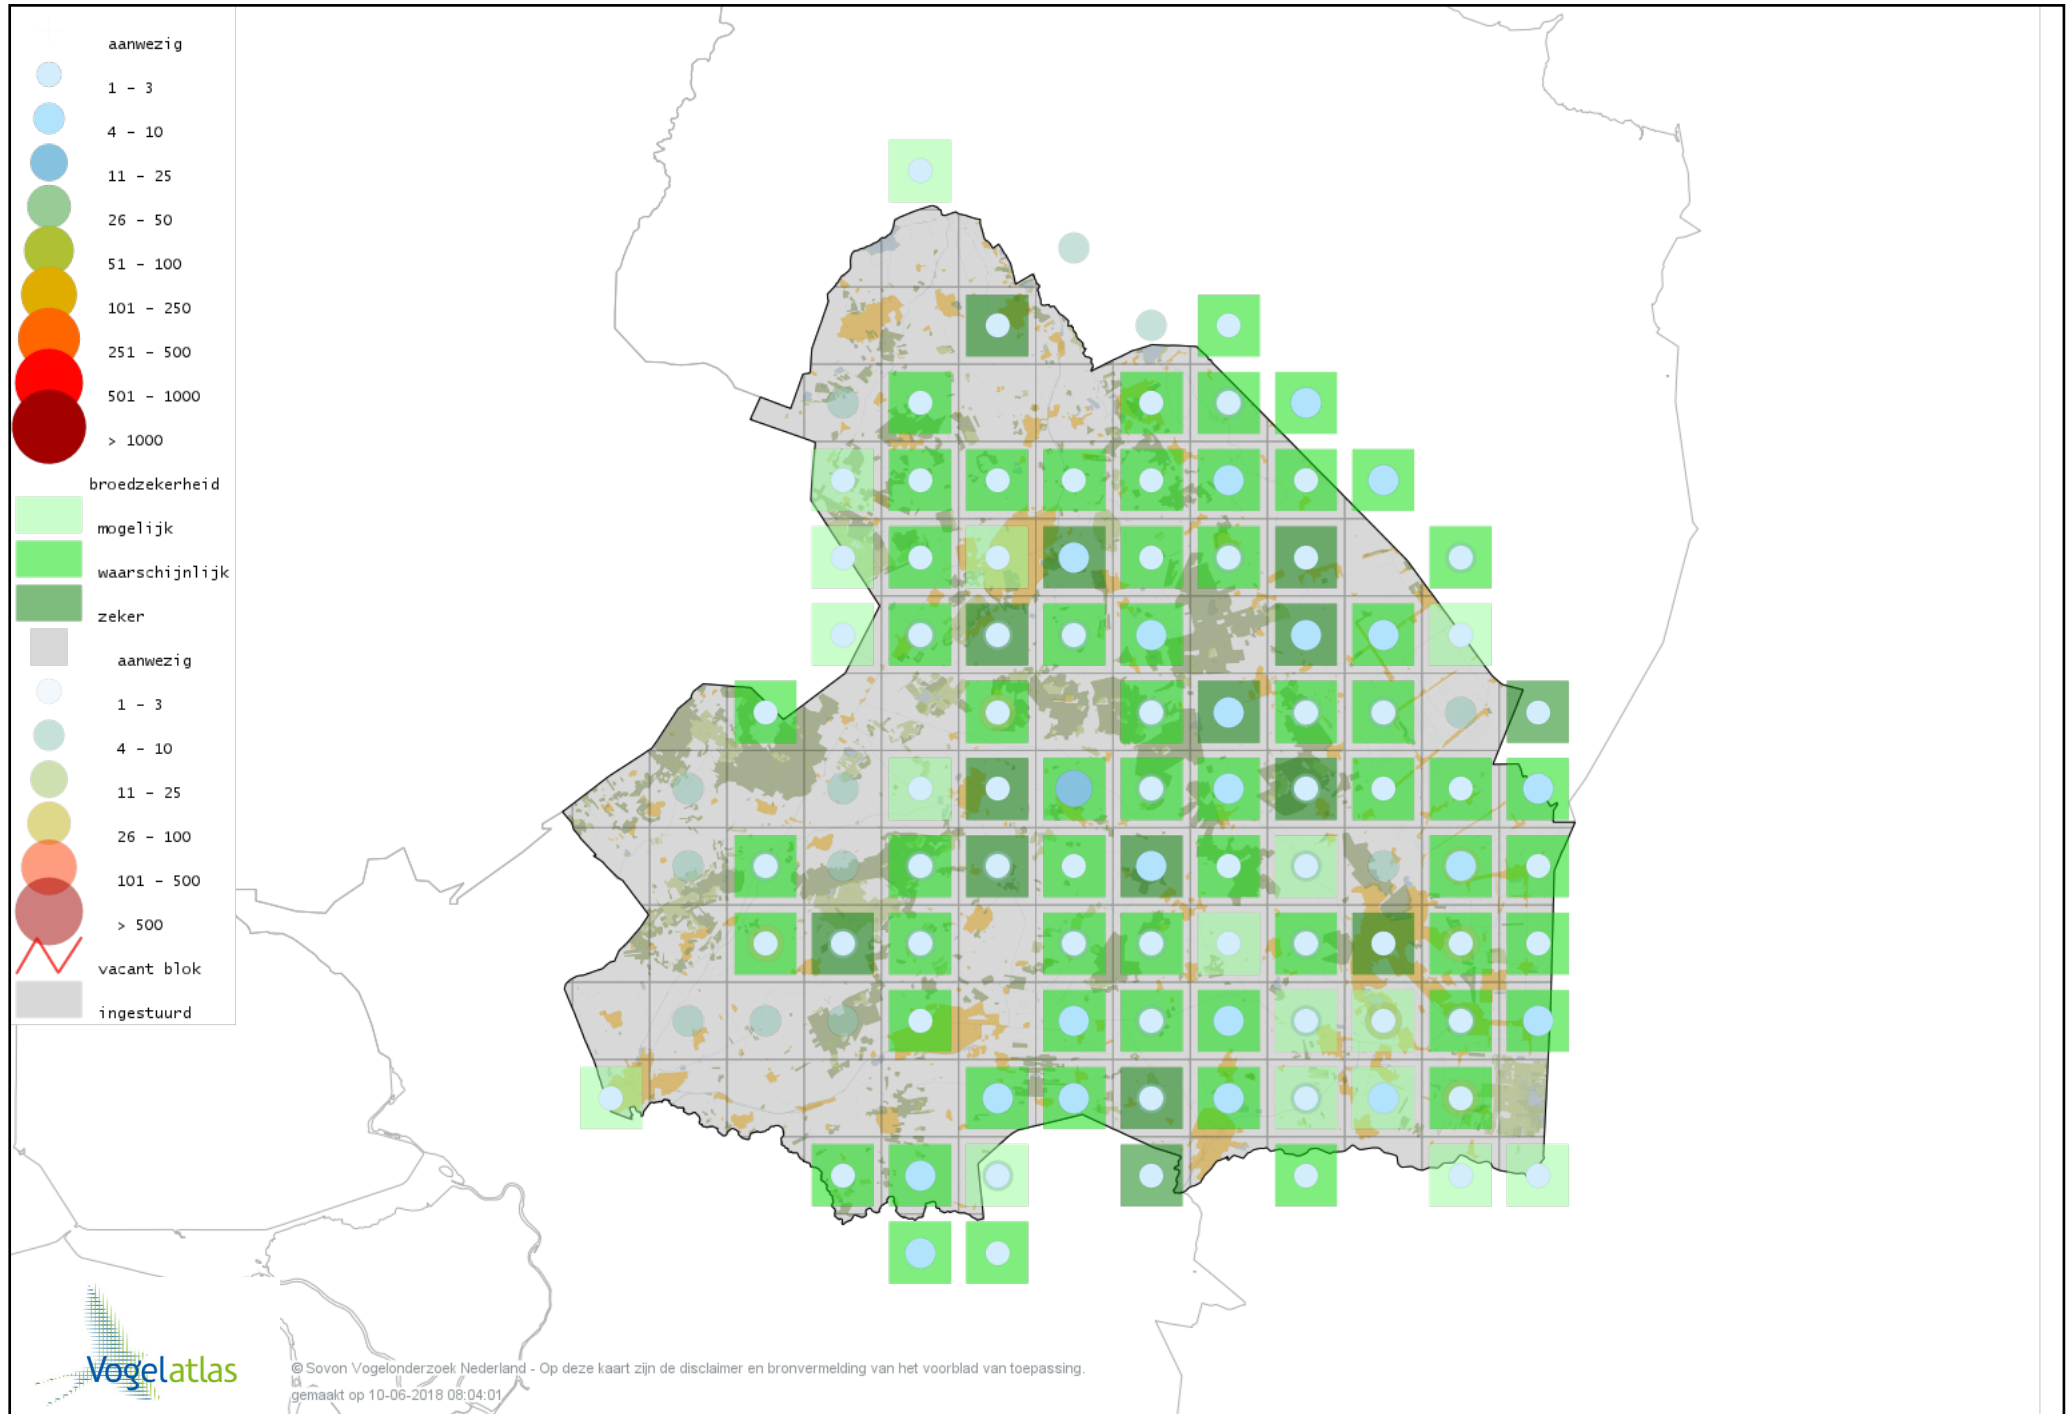 aanwezig
1 - 3
4 - 10
11 - 25
26 - 50
51 - 100
101 - 250
251 - 500
501 - 1000
> 1000
broedzekerheid
mogelijk
waarschijnlijk
zeker
aanwezig
1 - 3
4 - 10
11 - 25
26 - 100
101 - 500
> 500
vacant blok
ingestuurd
Vogelatlas
© Sovon Vogelonderzoek Nederland - Op deze kaart zijn de disclaimer en bronvermelding van het voorblad van toepassing.
gemaakt op 10-06-2018 08:04:01